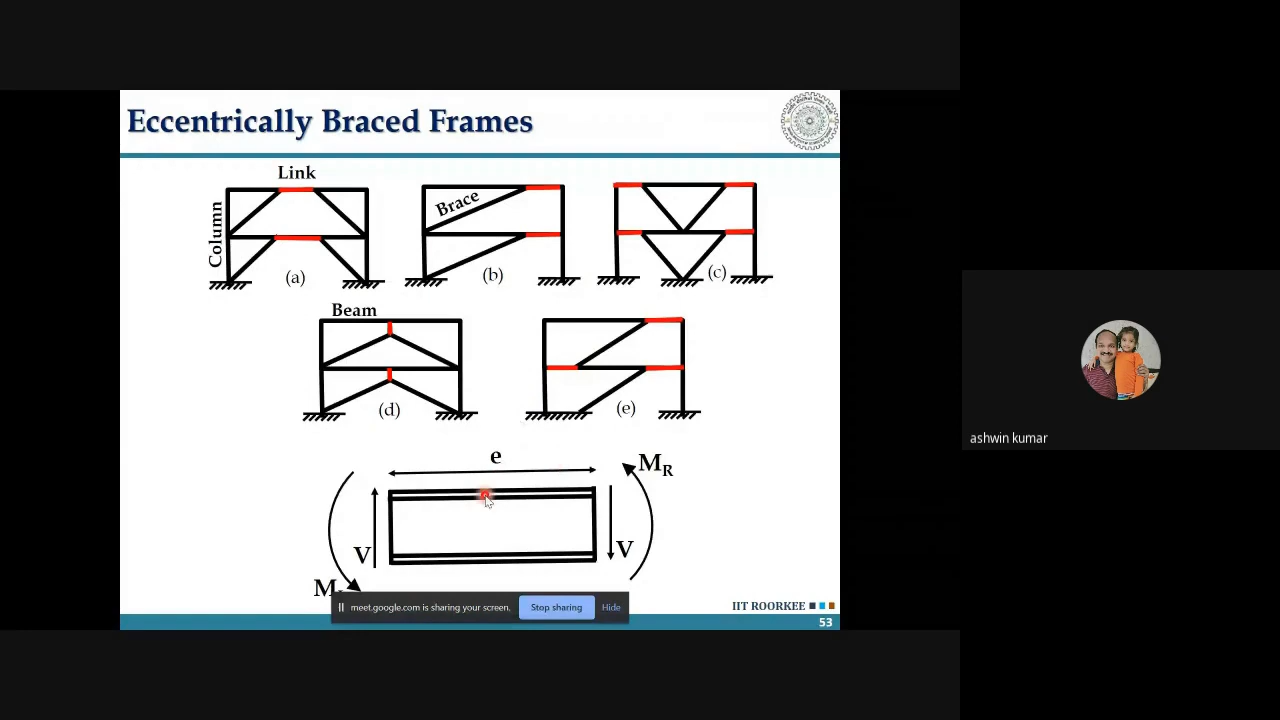 Eccentrically Braced Frames
Link
Column
Brace
(a)
(b)
(c)
Beam
(d)
(e)
e
M_R
V
V
meet.google.com is sharing your screen.
Stop sharing
Hide
IIT ROORKEE
53
ashwin kumar